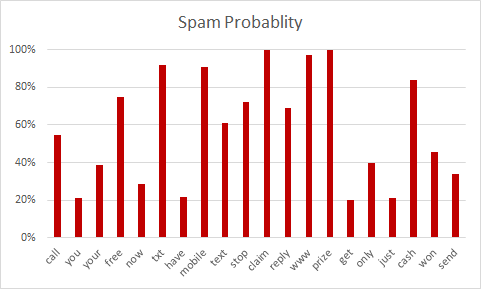 Spam Probablity
100%
80%
60%
40%
20%
0%
call
you
your
free
now
txt
have
mobile
text
stop
claim
reply
www
prize
get
only
just
cash
won
send